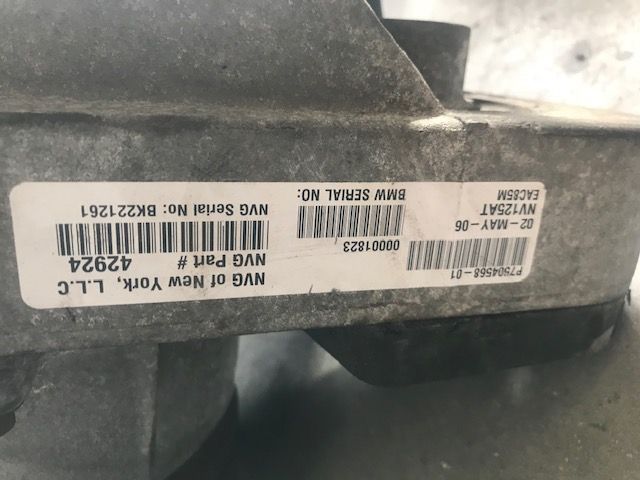 NVG of New York, L.L.C
NVG Part # 42924
NVG Serial No: BK221261
P7504568-01
00001823
BMW SERIAL NO:
02-MAY-06
NV125AT
EAC85M